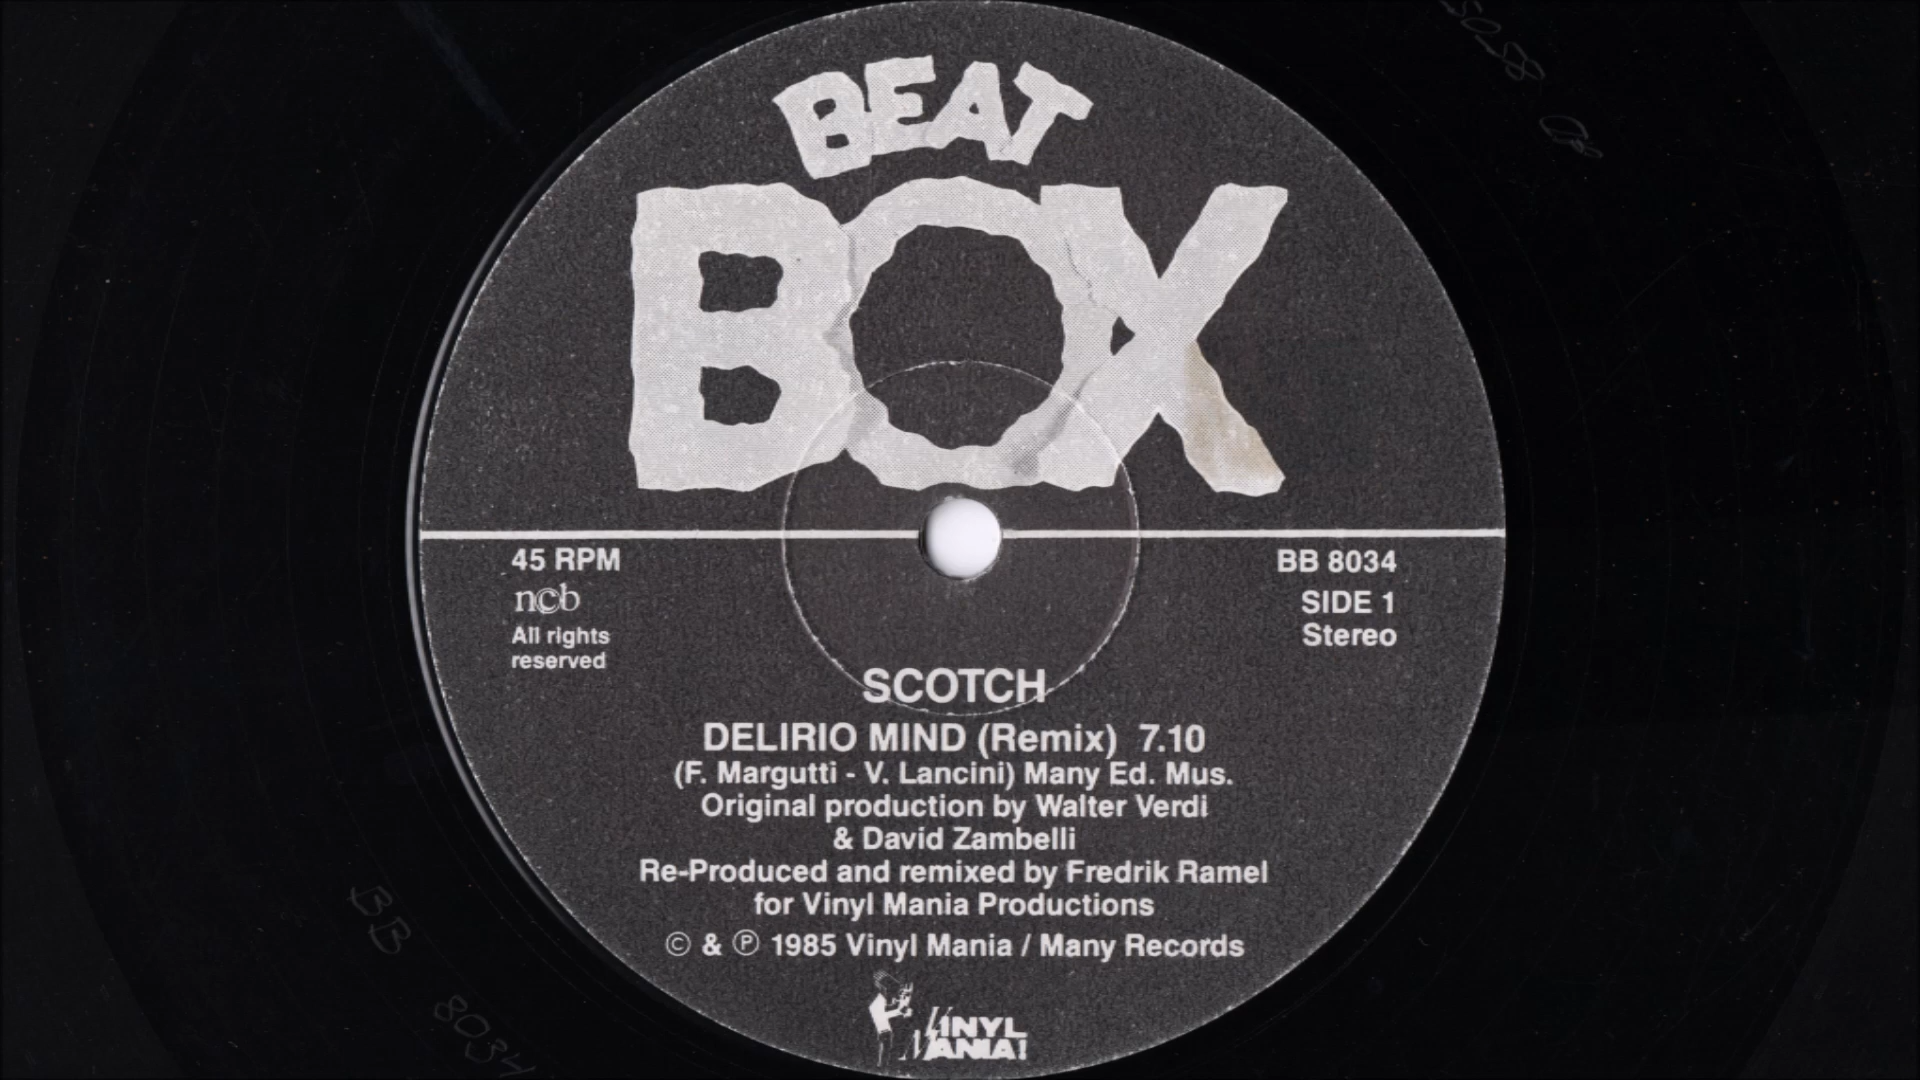 BEAT
BOX
45 RPM
ncb
All rights
reserved
BB 8034
SIDE 1
Stereo
SCOTCH
DELIRIO MIND (Remix) 7.10
(F. Margutti - V. Lancini) Many Ed. Mus.
Original production by Walter Verdi
& David Zambelli
Re-Produced and remixed by Fredrik Ramel
for Vinyl Mania Productions
© & ℗ 1985 Vinyl Mania / Many Records
VINYL
MANIA!
BB 8034